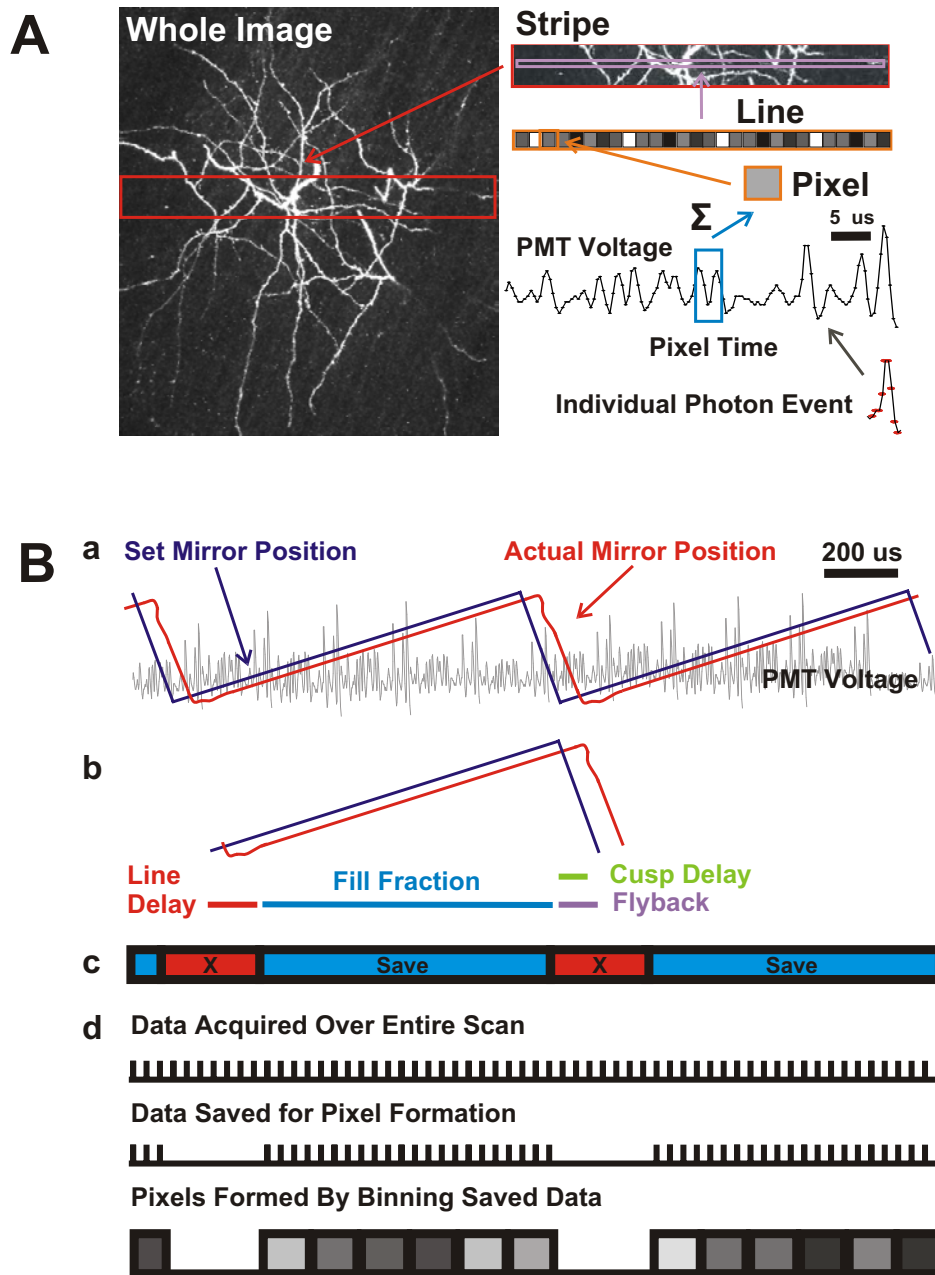 A
Whole Image
Stripe
Line
Pixel
Σ
5 us
PMT Voltage
Pixel Time
Individual Photon Event
B
a
Set Mirror Position
Actual Mirror Position
200 us
PMT Voltage
b
Line
Delay
Fill Fraction
Cusp Delay
Flyback
c
X
Save
X
Save
d
Data Acquired Over Entire Scan
Data Saved for Pixel Formation
Pixels Formed By Binning Saved Data